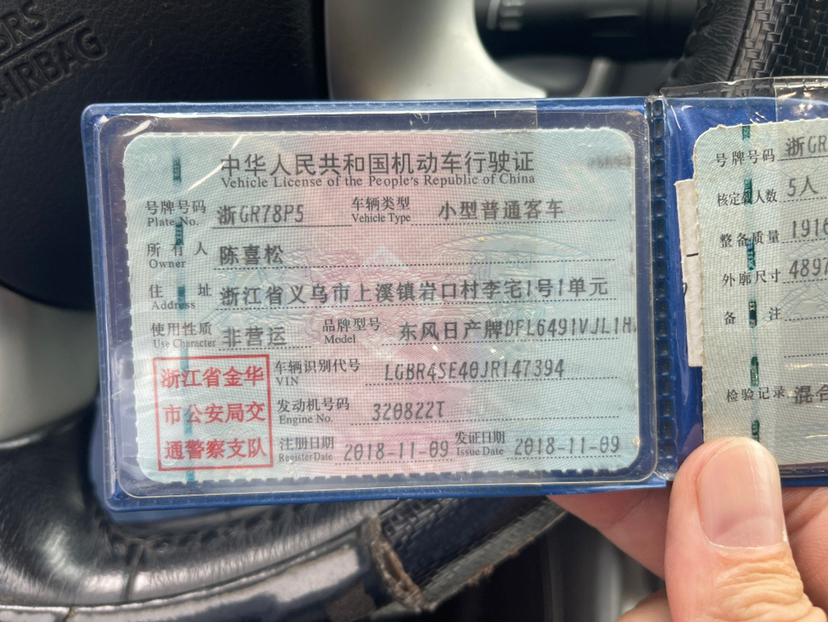 AIRBAG
中华人民共和国机动车行驶证
Vehicle License of the People's Republic of China
号牌号码 浙GR78P5 车辆类型 小型普通客车
Plate No. Vehicle Type
所有人 陈喜松
Owner
住址 浙江省义乌市上溪镇岩口村李宅1号1单元
Address
使用性质 非营运 品牌型号 东风日产牌DFL6491VJL1H
Use Character Model
浙江省金华
市公安局交
通警察支队
车辆识别代号 LGBR4SE40JR147394
VIN
发动机号码 320822T
Engine No.
注册日期 2018-11-09 发证日期 2018-11-09
Register Date Issue Date
号牌号码 浙GR
核定 人数 5人
整备质量 1916
外廓尺寸 4897
备注
检验记录 混合